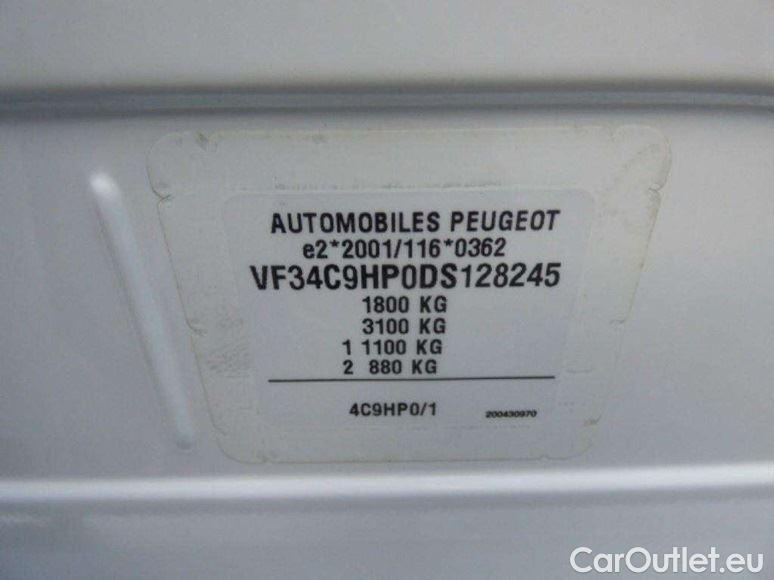 AUTOMOBILES PEUGEOT
e2*2001/116*0362
VF34C9HP0DS128245
1800 KG
3100 KG
1 1100 KG
2 880 KG
4C9HP0/1 200430970
CarOutlet.eu